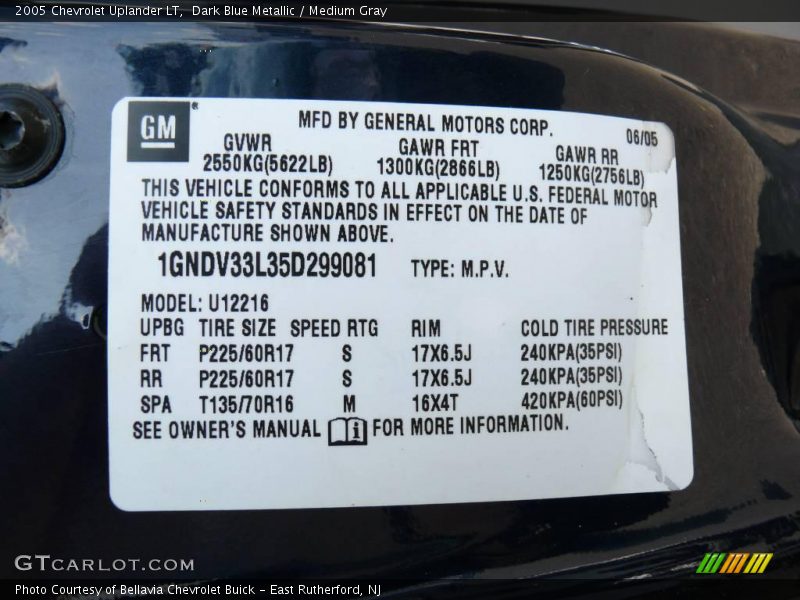 2005 Chevrolet Uplander LT, Dark Blue Metallic / Medium Gray
GM®
MFD BY GENERAL MOTORS CORP. 06/05
GVWR GAWR FRT GAWR RR
2550KG(5622LB) 1300KG(2866LB) 1250KG(2756LB)
THIS VEHICLE CONFORMS TO ALL APPLICABLE U.S. FEDERAL MOTOR
VEHICLE SAFETY STANDARDS IN EFFECT ON THE DATE OF
MANUFACTURE SHOWN ABOVE.
1GNDV33L35D299081 TYPE: M.P.V.
MODEL: U12216
UPBG TIRE SIZE SPEED RTG RIM COLD TIRE PRESSURE
FRT P225/60R17 S 17X6.5J 240KPA(35PSI)
RR P225/60R17 S 17X6.5J 240KPA(35PSI)
SPA T135/70R16 M 16X4T 420KPA(60PSI)
SEE OWNER'S MANUAL i FOR MORE INFORMATION.
GTCARLOT.COM
Photo Courtesy of Bellavia Chevrolet Buick – East Rutherford, NJ